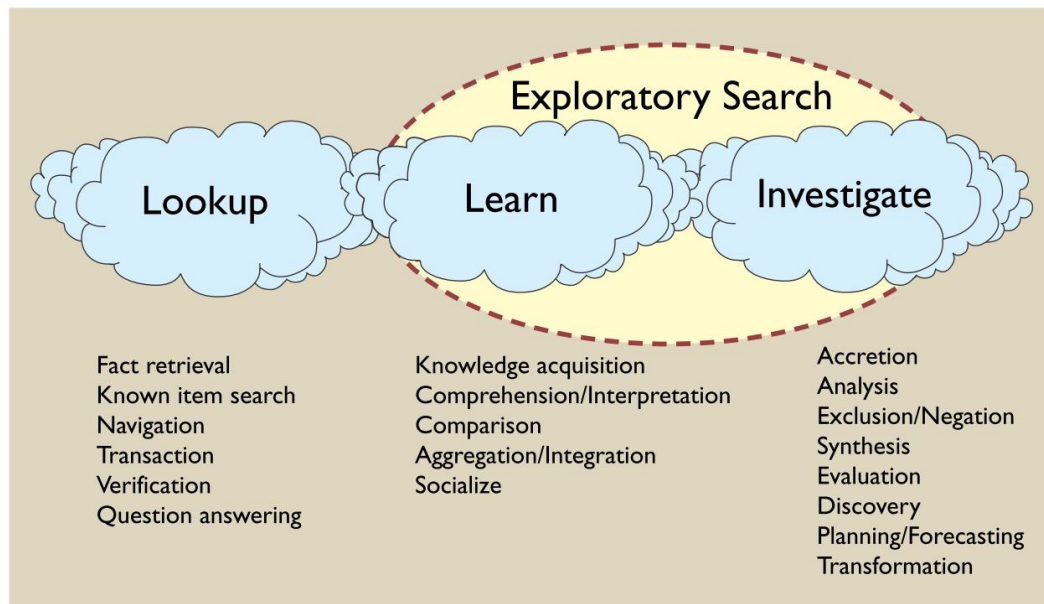 Exploratory Search
Lookup
Learn
Investigate
Fact retrieval
Known item search
Navigation
Transaction
Verification
Question answering
Knowledge acquisition
Comprehension/Interpretation
Comparison
Aggregation/Integration
Socialize
Accretion
Analysis
Exclusion/Negation
Synthesis
Evaluation
Discovery
Planning/Forecasting
Transformation